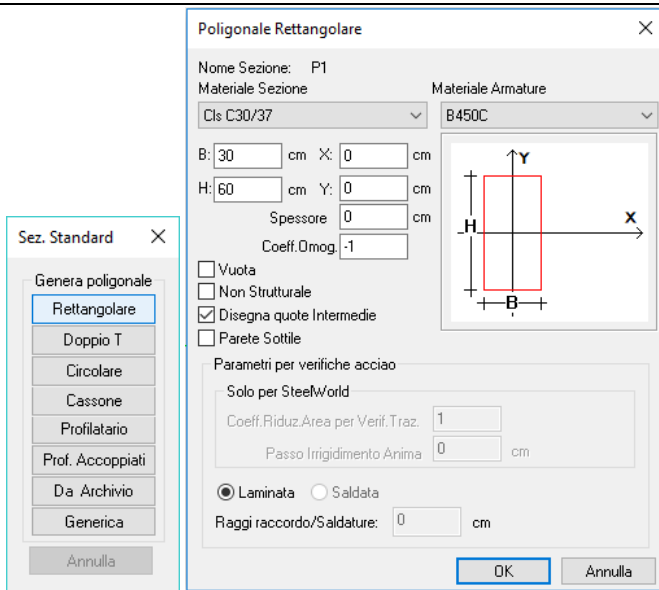 Sez. Standard
Genera poligonale
Rettangolare
Doppio T
Circolare
Cassone
Profilatario
Prof. Accoppiati
Da Archivio
Generica
Annulla
Poligonale Rettangolare
Nome Sezione: P1
Materiale Sezione Materiale Armature
Cls C30/37 B450C
B: 30 cm X: 0 cm
H: 60 cm Y: 0 cm
Spessore 0 cm
Coeff.Omog. -1
Vuota
Non Strutturale
Disegna quote Intermedie
Parete Sottile
Y
X
H
B
Parametri per verifiche acciao
Solo per SteelWorld
Coeff.Riduz.Area per Verif.Traz. 1
Passo Irrigidimento Anima 0 cm
Laminata Saldata
Raggi raccordo/Saldature: 0 cm
OK Annulla